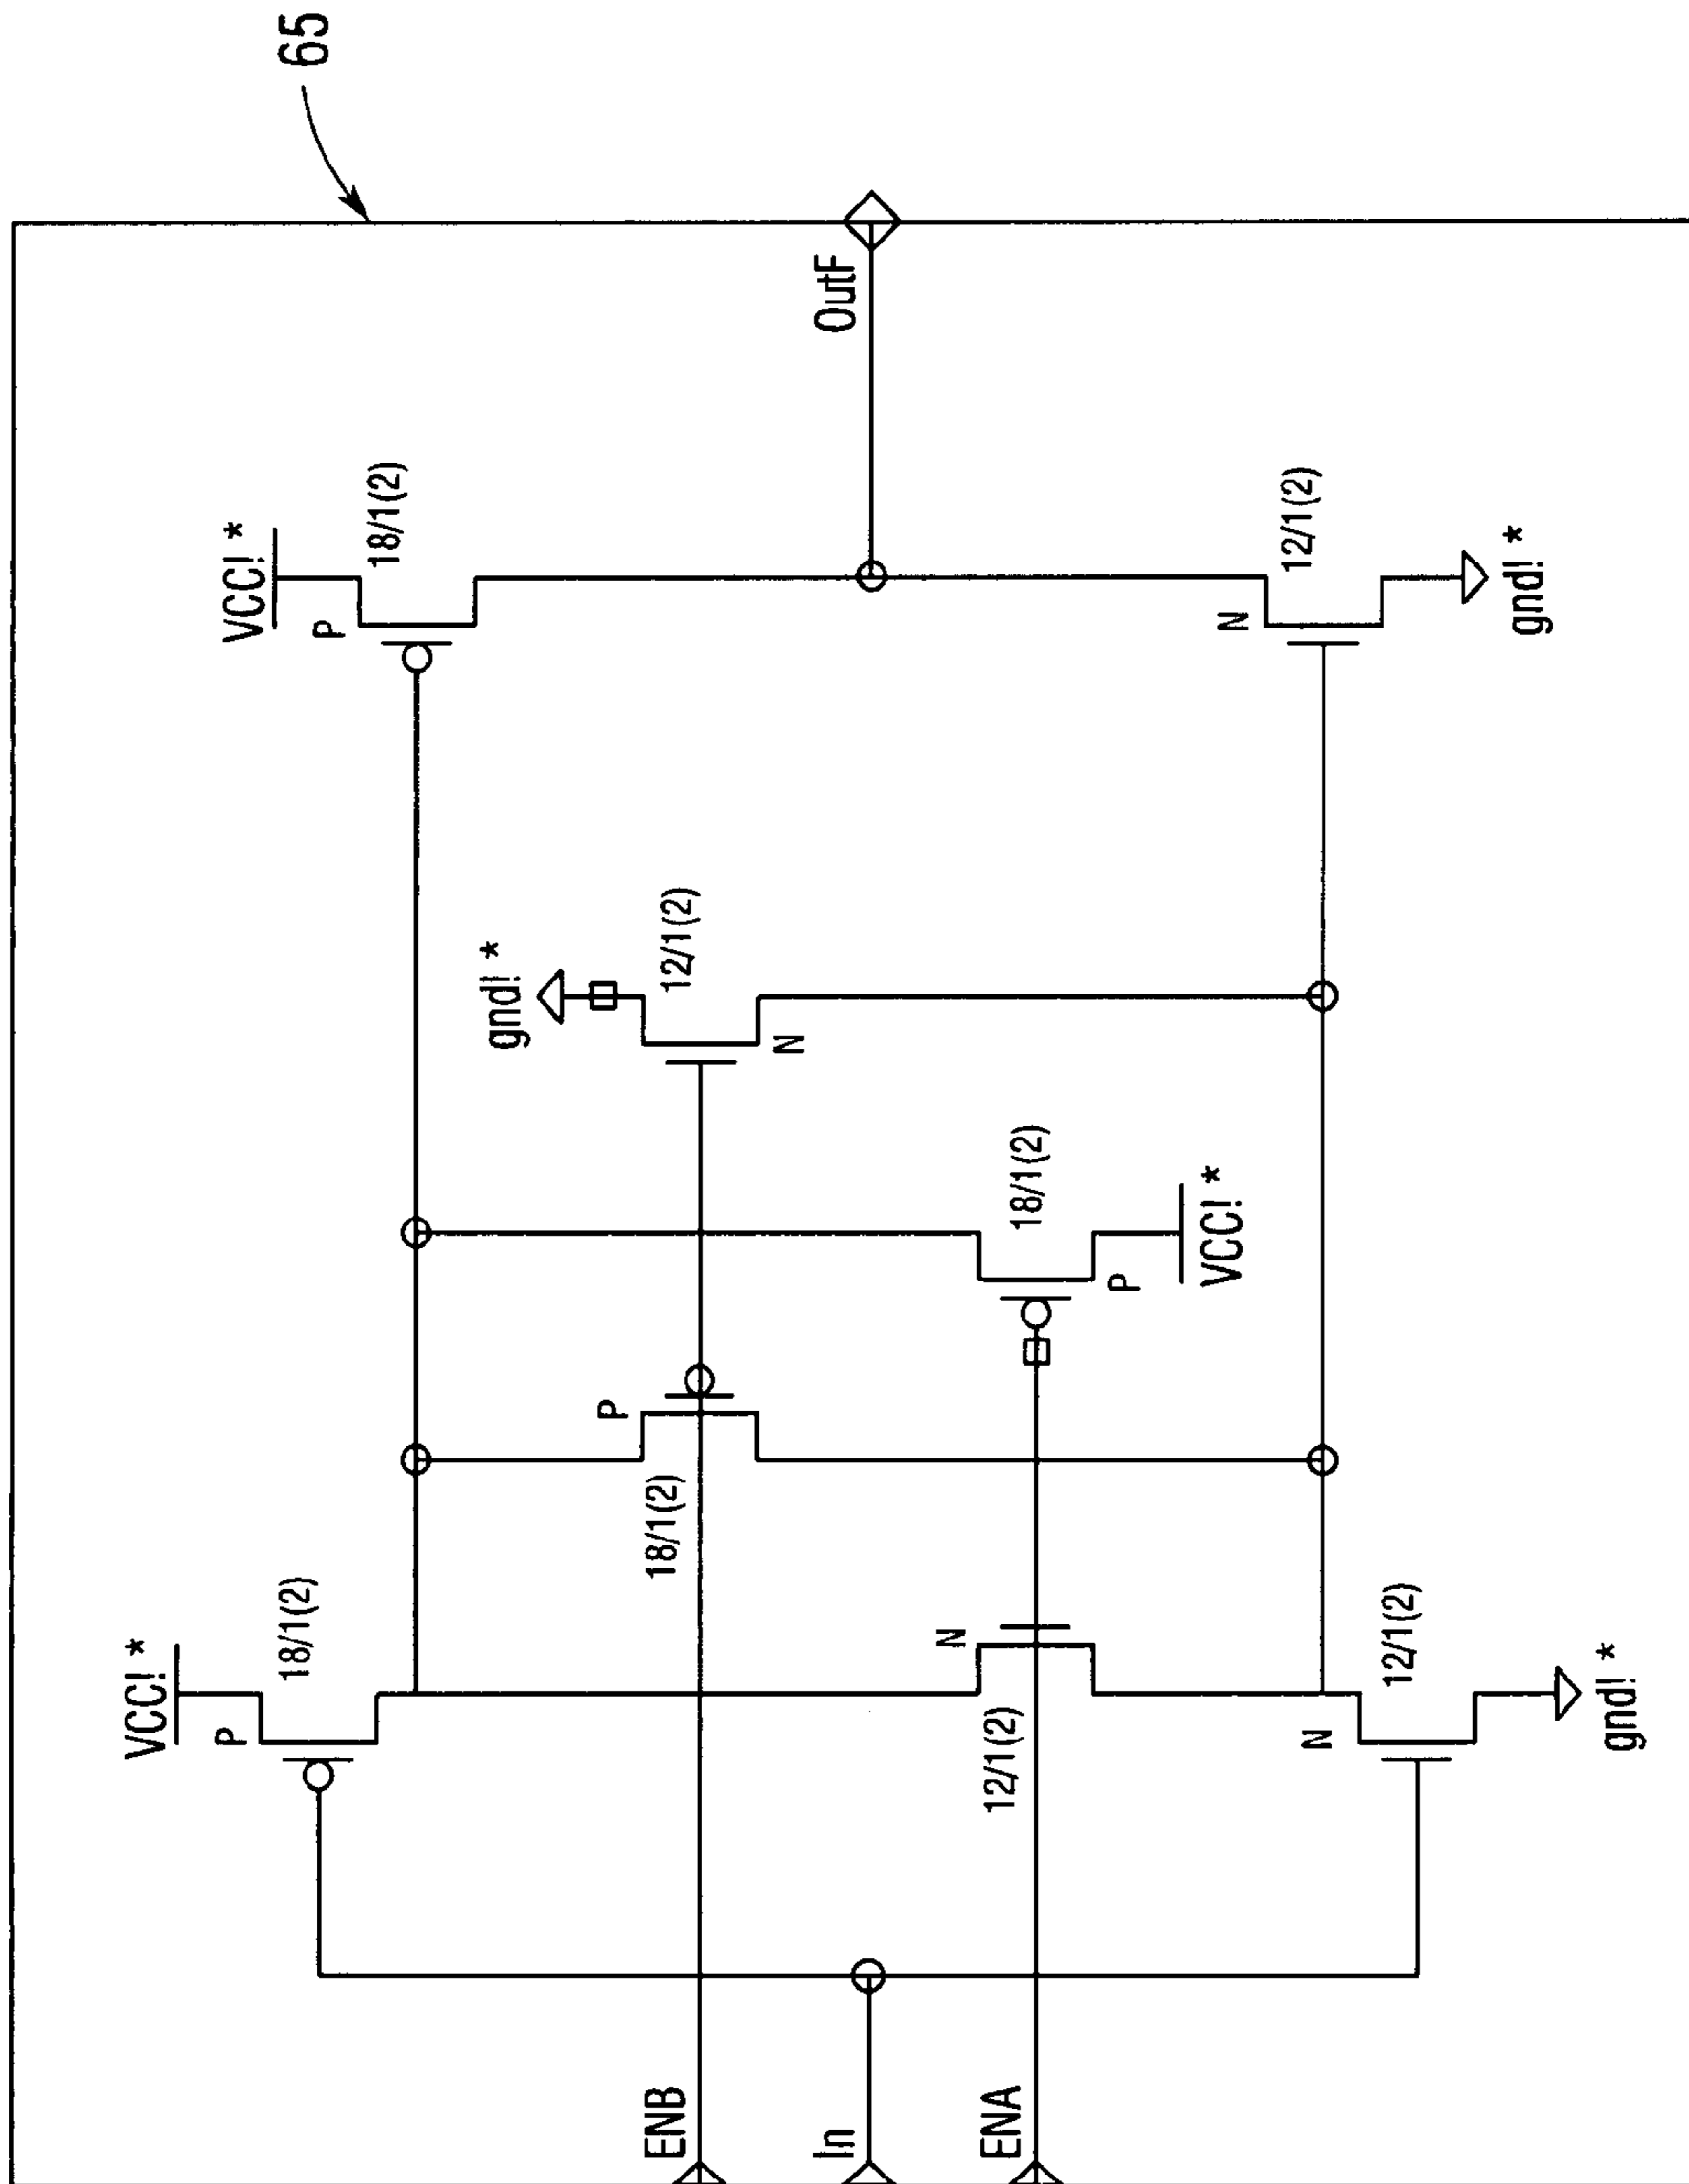 65
VCC! *
P
18/1(2)
VCC! *
P
18/1(2)
gnd! *
12/1(2)
N
P
18/1(2)
ENB
OutF
In
N
12/1(2)
18/1(2)
P
VCC! *
ENA
N
12/1(2)
gnd! *
N
12/1(2)
gnd! *